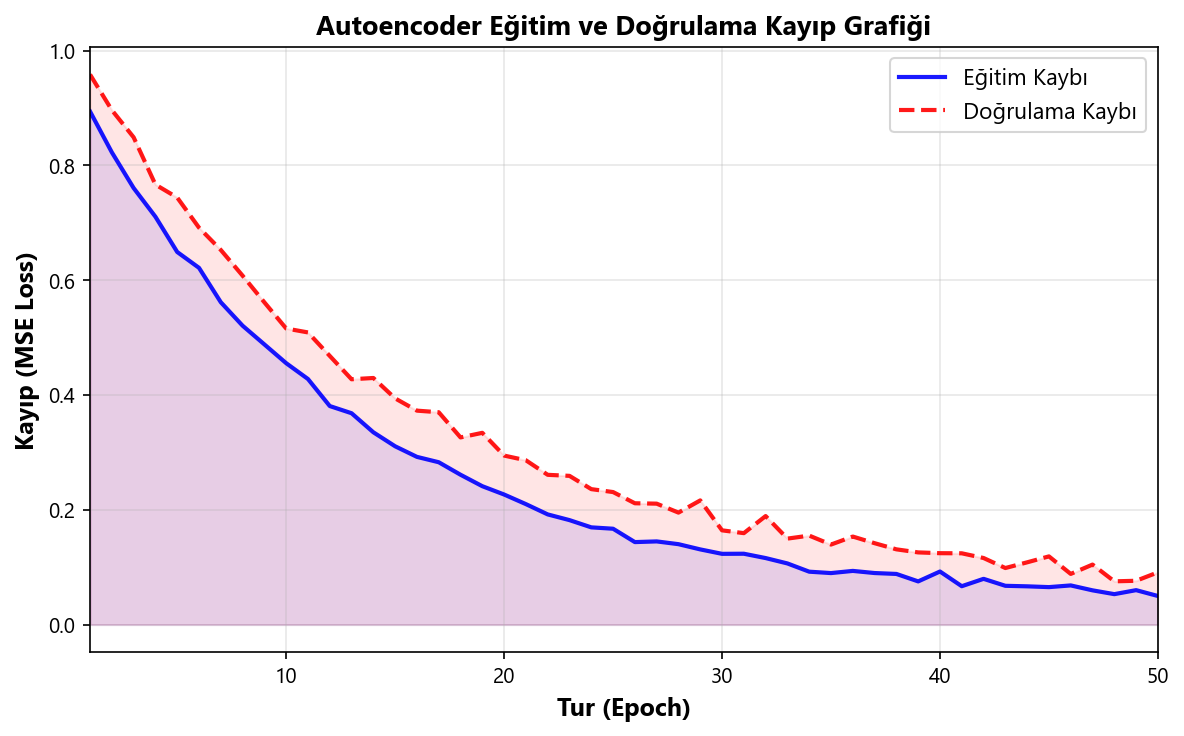 Autoencoder Eğitim ve Doğrulama Kayıp Grafiği
Eğitim Kaybı
Doğrulama Kaybı
Kayıp (MSE Loss)
1.0
0.8
0.6
0.4
0.2
0.0
10
20
30
40
50
Tur (Epoch)